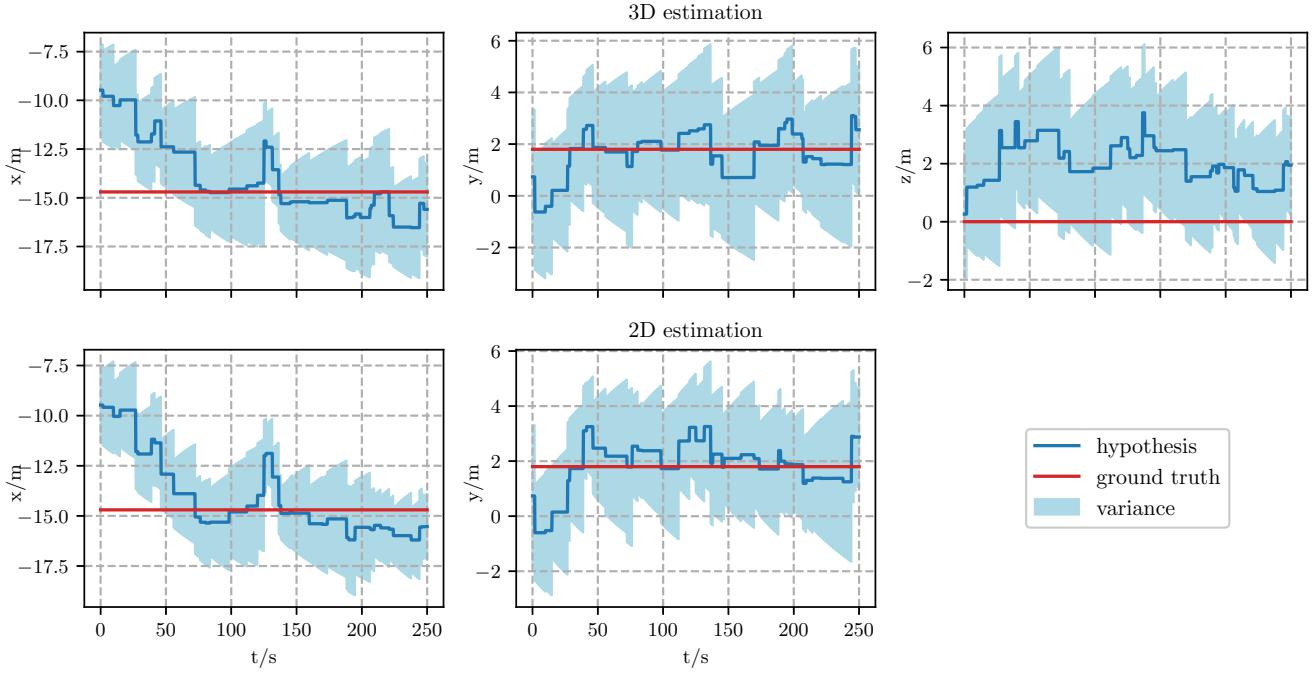 3D estimation
x/m
−7.5
−10.0
−12.5
−15.0
−17.5
y/m
6
4
2
0
−2
z/m
6
4
2
0
−2
2D estimation
x/m
−7.5
−10.0
−12.5
−15.0
−17.5
0 50 100 150 200 250
t/s
y/m
6
4
2
0
−2
0 50 100 150 200 250
t/s
hypothesis
ground truth
variance